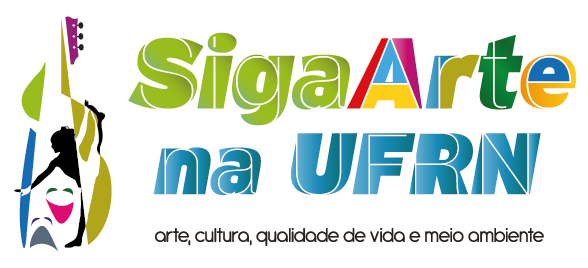 SigaArte
na UFRN
arte, cultura, qualidade de vida e meio ambiente